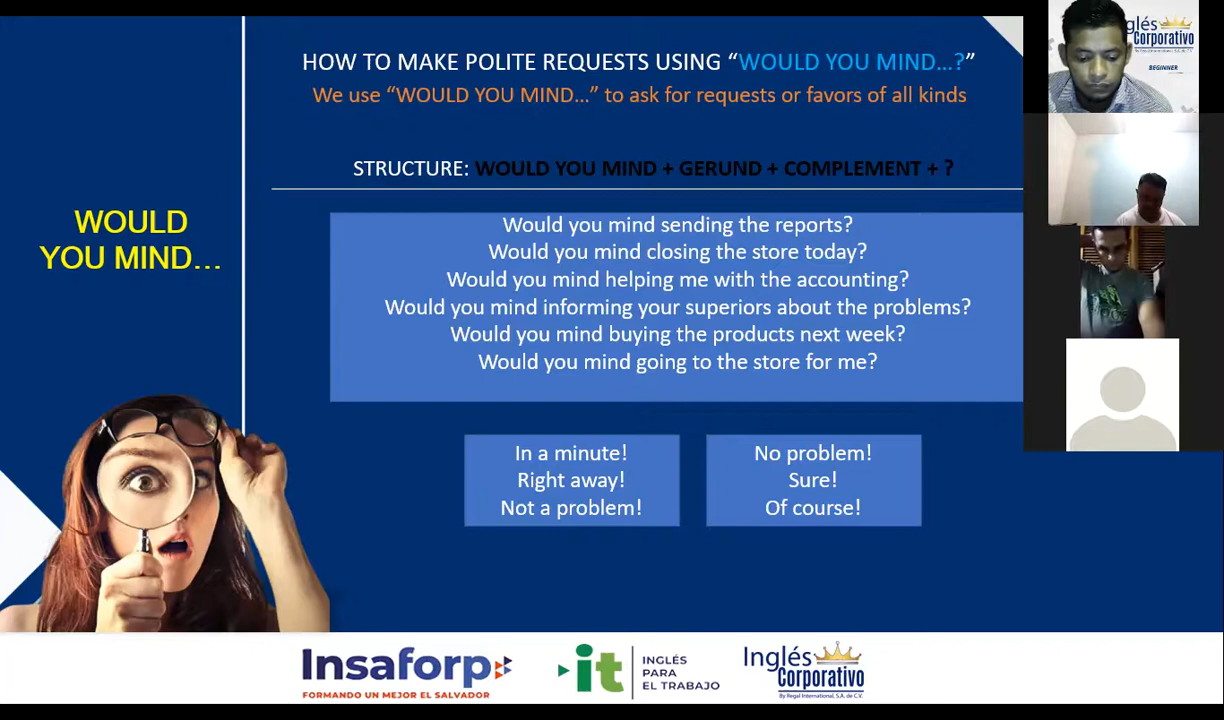 HOW TO MAKE POLITE REQUESTS USING “WOULD YOU MIND...?”
We use “WOULD YOU MIND...” to ask for requests or favors of all kinds
STRUCTURE: WOULD YOU MIND + GERUND + COMPLEMENT + ?
WOULD
YOU MIND...
Would you mind sending the reports?
Would you mind closing the store today?
Would you mind helping me with the accounting?
Would you mind informing your superiors about the problems?
Would you mind buying the products next week?
Would you mind going to the store for me?
In a minute!
Right away!
Not a problem!
No problem!
Sure!
Of course!
Insaforp
FORMANDO UN MEJOR EL SALVADOR
it
INGLÉS
PARA
EL TRABAJO
Inglés
Corporativo
By Regal International, S.A. de C.V.
glés
Corporativo
By Regal International, S.A. de C.V.
BEGINNER